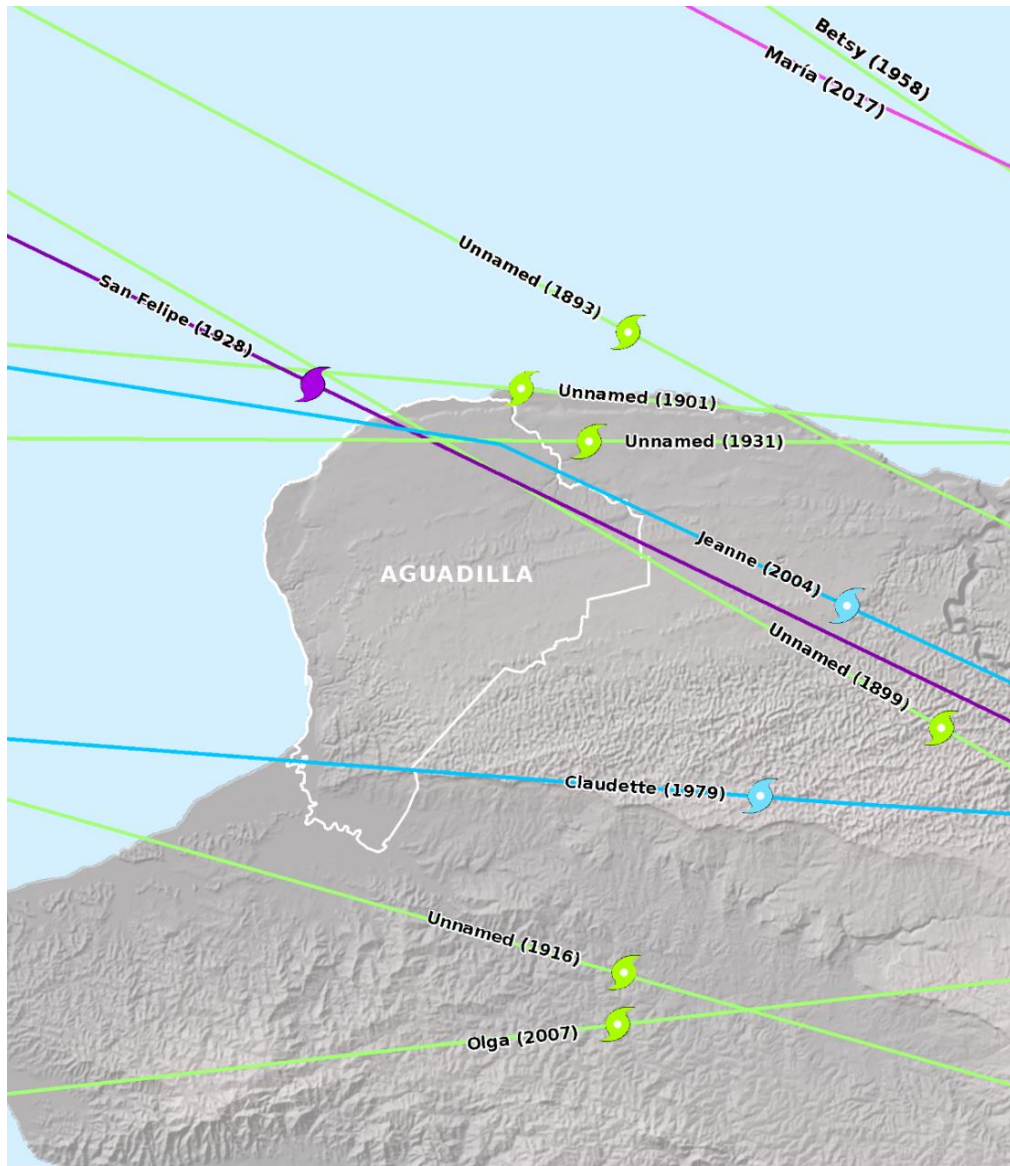 Betsy (1958)
María (2017)
Unnamed (1893)
San Felipe (1928)
Unnamed (1901)
Unnamed (1931)
Jeanne (2004)
AGUADILLA
Unnamed (1899)
Claudette (1979)
Unnamed (1916)
Olga (2007)